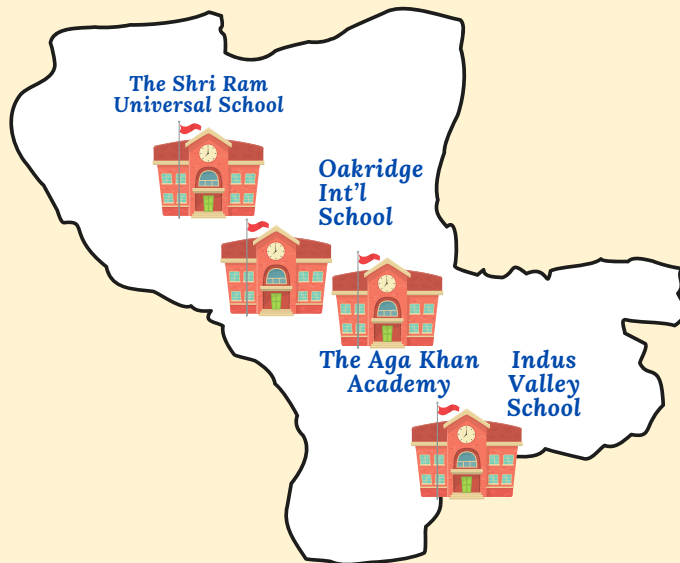 The Shri Ram
Universal School
Oakridge
Int'l
School
The Aga Khan
Academy
Indus
Valley
School